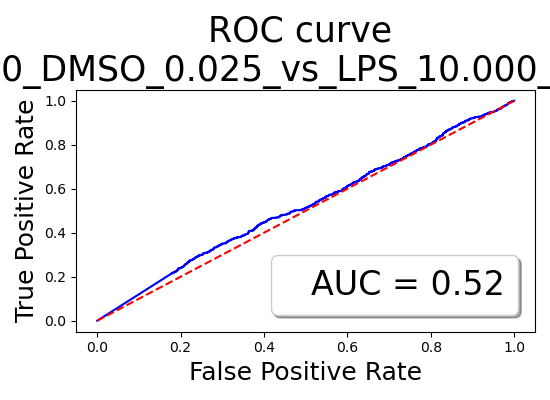 ROC curve
0_DMSO_0.025_vs_LPS_10.000_
True Positive Rate
1.0
0.8
0.6
0.4
0.2
0.0
AUC = 0.52
0.0 0.2 0.4 0.6 0.8 1.0
False Positive Rate